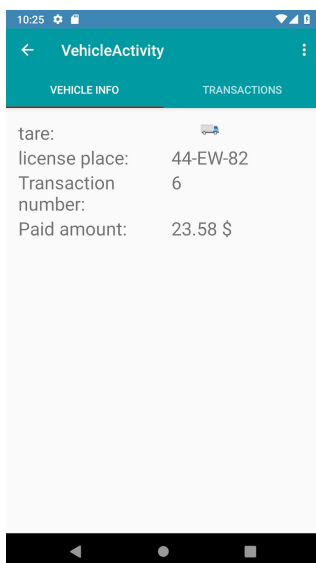 10:25
VehicleActivity
VEHICLE INFO TRANSACTIONS
tare:
license place: 44-EW-82
Transaction 6
number:
Paid amount: 23.58 $